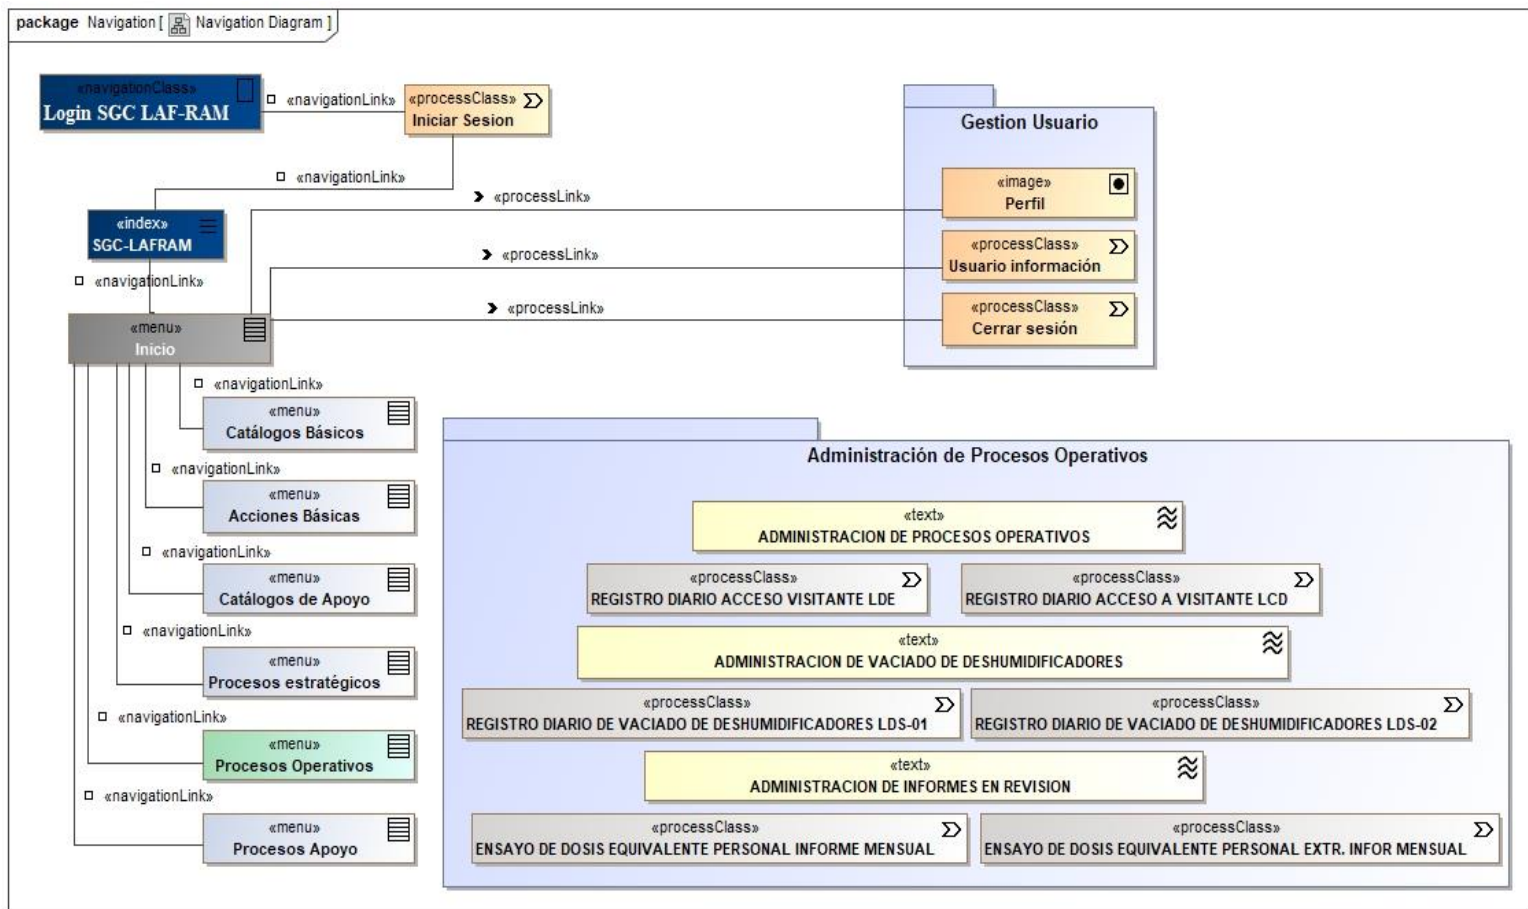 package Navigation [ Navigation Diagram ]
«navigationClass»
Login SGC LAF-RAM
«navigationLink»
«processClass»
Iniciar Sesion
«navigationLink»
«index»
SGC-LAFRAM
«navigationLink»
«menu»
Inicio
«processLink»
«processLink»
«processLink»
Gestion Usuario
«image»
Perfil
«processClass»
Usuario información
«processClass»
Cerrar sesión
«navigationLink»
«menu»
Catálogos Básicos
«navigationLink»
«menu»
Acciones Básicas
«navigationLink»
«menu»
Catálogos de Apoyo
«navigationLink»
«menu»
Procesos estratégicos
«navigationLink»
«menu»
Procesos Operativos
«navigationLink»
«menu»
Procesos Apoyo
Administración de Procesos Operativos
«text»
ADMINISTRACION DE PROCESOS OPERATIVOS
«processClass»
REGISTRO DIARIO ACCESO VISITANTE LDE
«processClass»
REGISTRO DIARIO ACCESO A VISITANTE LCD
«text»
ADMINISTRACION DE VACIADO DE DESHUMIDIFICADORES
«processClass»
REGISTRO DIARIO DE VACIADO DE DESHUMIDIFICADORES LDS-01
«processClass»
REGISTRO DIARIO DE VACIADO DE DESHUMIDIFICADORES LDS-02
«text»
ADMINISTRACION DE INFORMES EN REVISION
«processClass»
ENSAYO DE DOSIS EQUIVALENTE PERSONAL INFORME MENSUAL
«processClass»
ENSAYO DE DOSIS EQUIVALENTE PERSONAL EXTR. INFOR MENSUAL